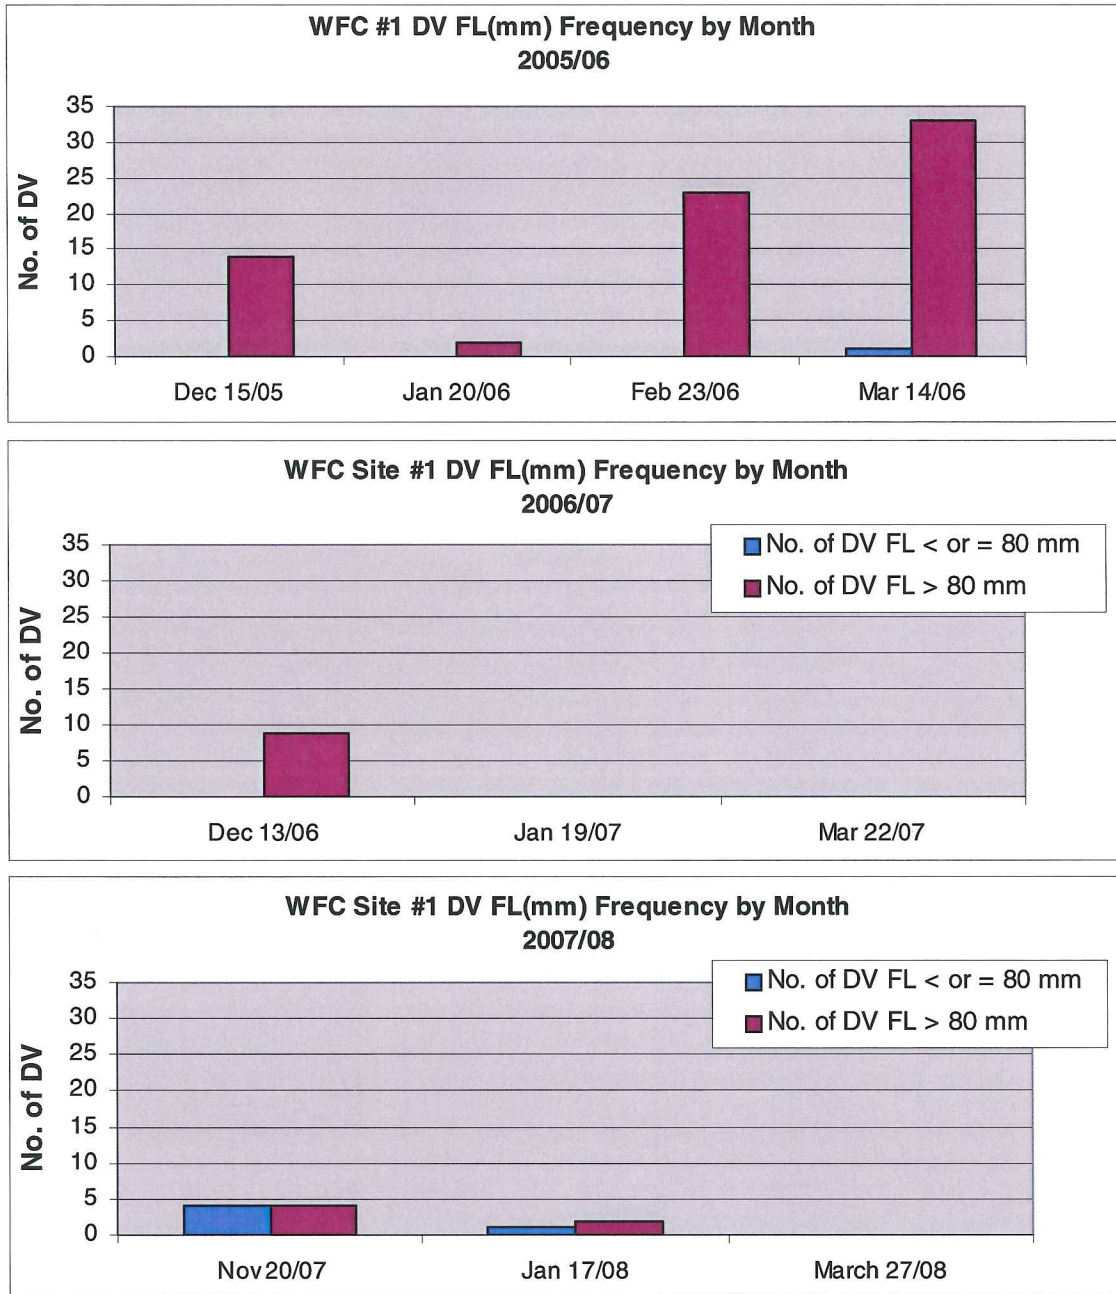 WFC #1 DV FL(mm) Frequency by Month
2005/06
No. of DV
35
30
25
20
15
10
5
0
Dec 15/05 Jan 20/06 Feb 23/06 Mar 14/06
WFC Site #1 DV FL(mm) Frequency by Month
2006/07
No. of DV FL < or = 80 mm
No. of DV FL > 80 mm
No. of DV
35
30
25
20
15
10
5
0
Dec 13/06 Jan 19/07 Mar 22/07
WFC Site #1 DV FL(mm) Frequency by Month
2007/08
No. of DV FL < or = 80 mm
No. of DV FL > 80 mm
No. of DV
35
30
25
20
15
10
5
0
Nov 20/07 Jan 17/08 March 27/08